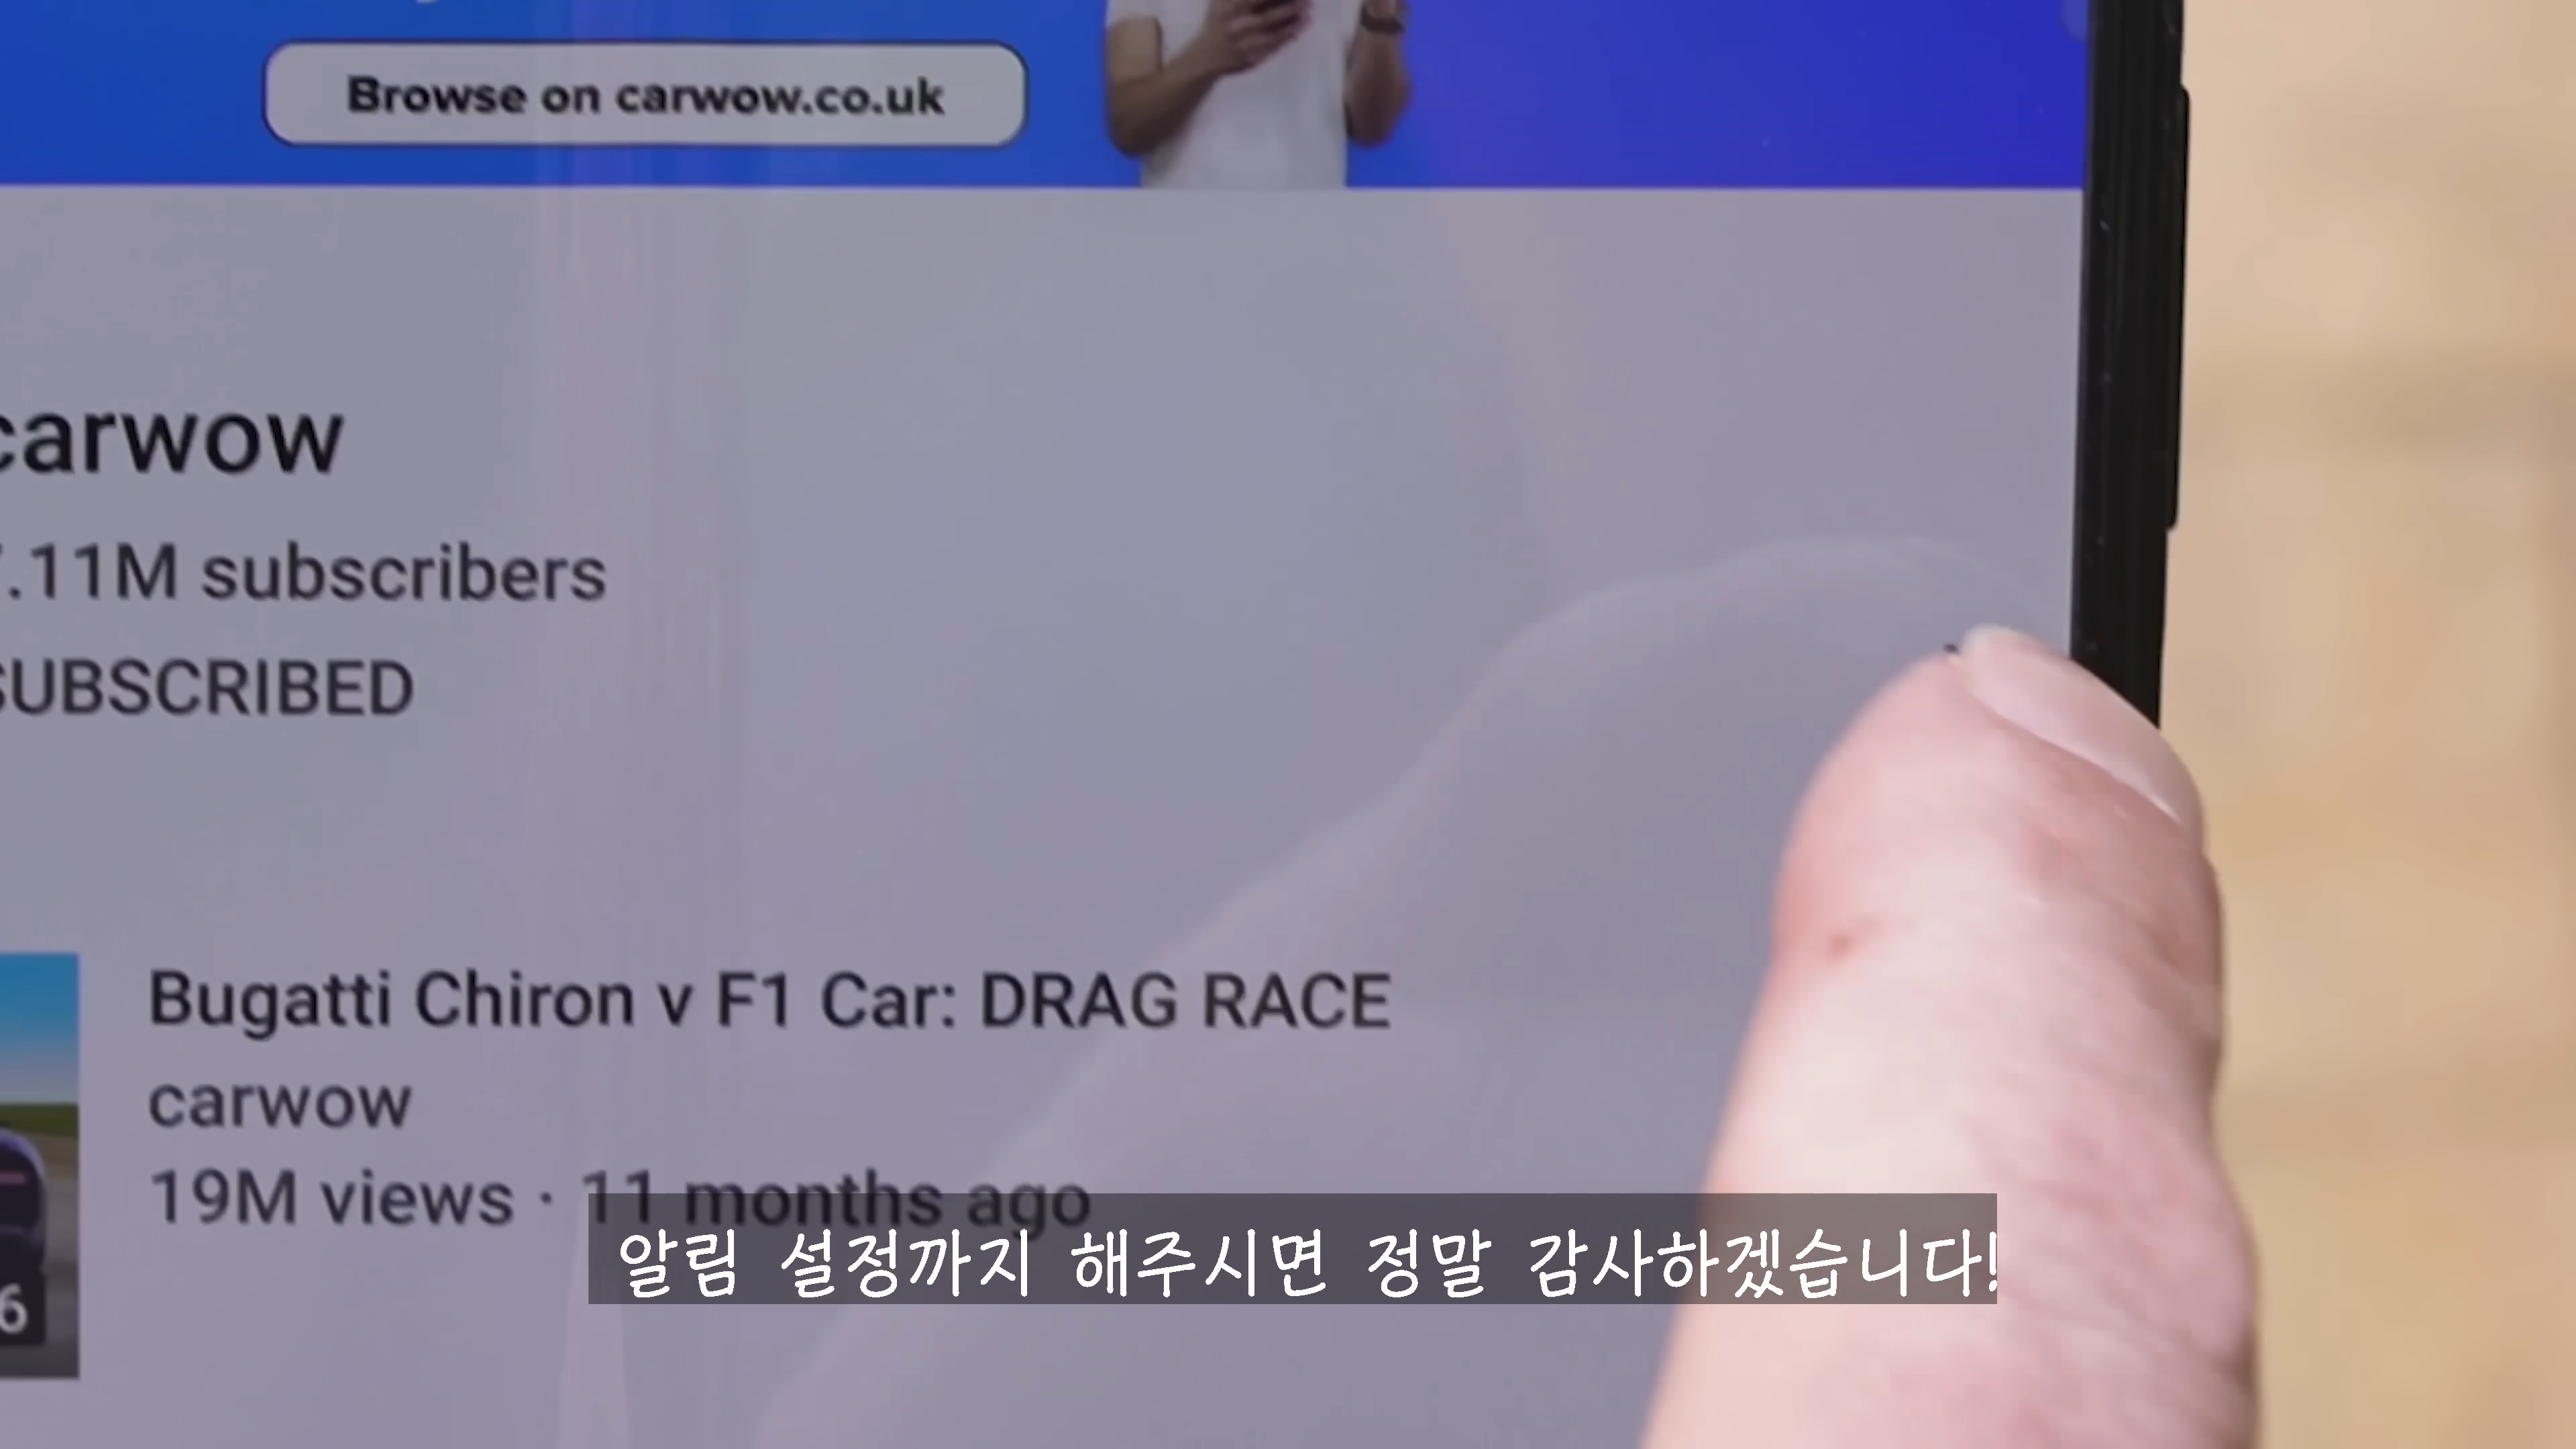 Browse on carwow.co.uk
carwow
.11M subscribers
SUBSCRIBED
Bugatti Chiron v F1 Car: DRAG RACE
carwow
19M views · 11 months ago
6
알림 설정까지 해주시면 정말 감사하겠습니다!